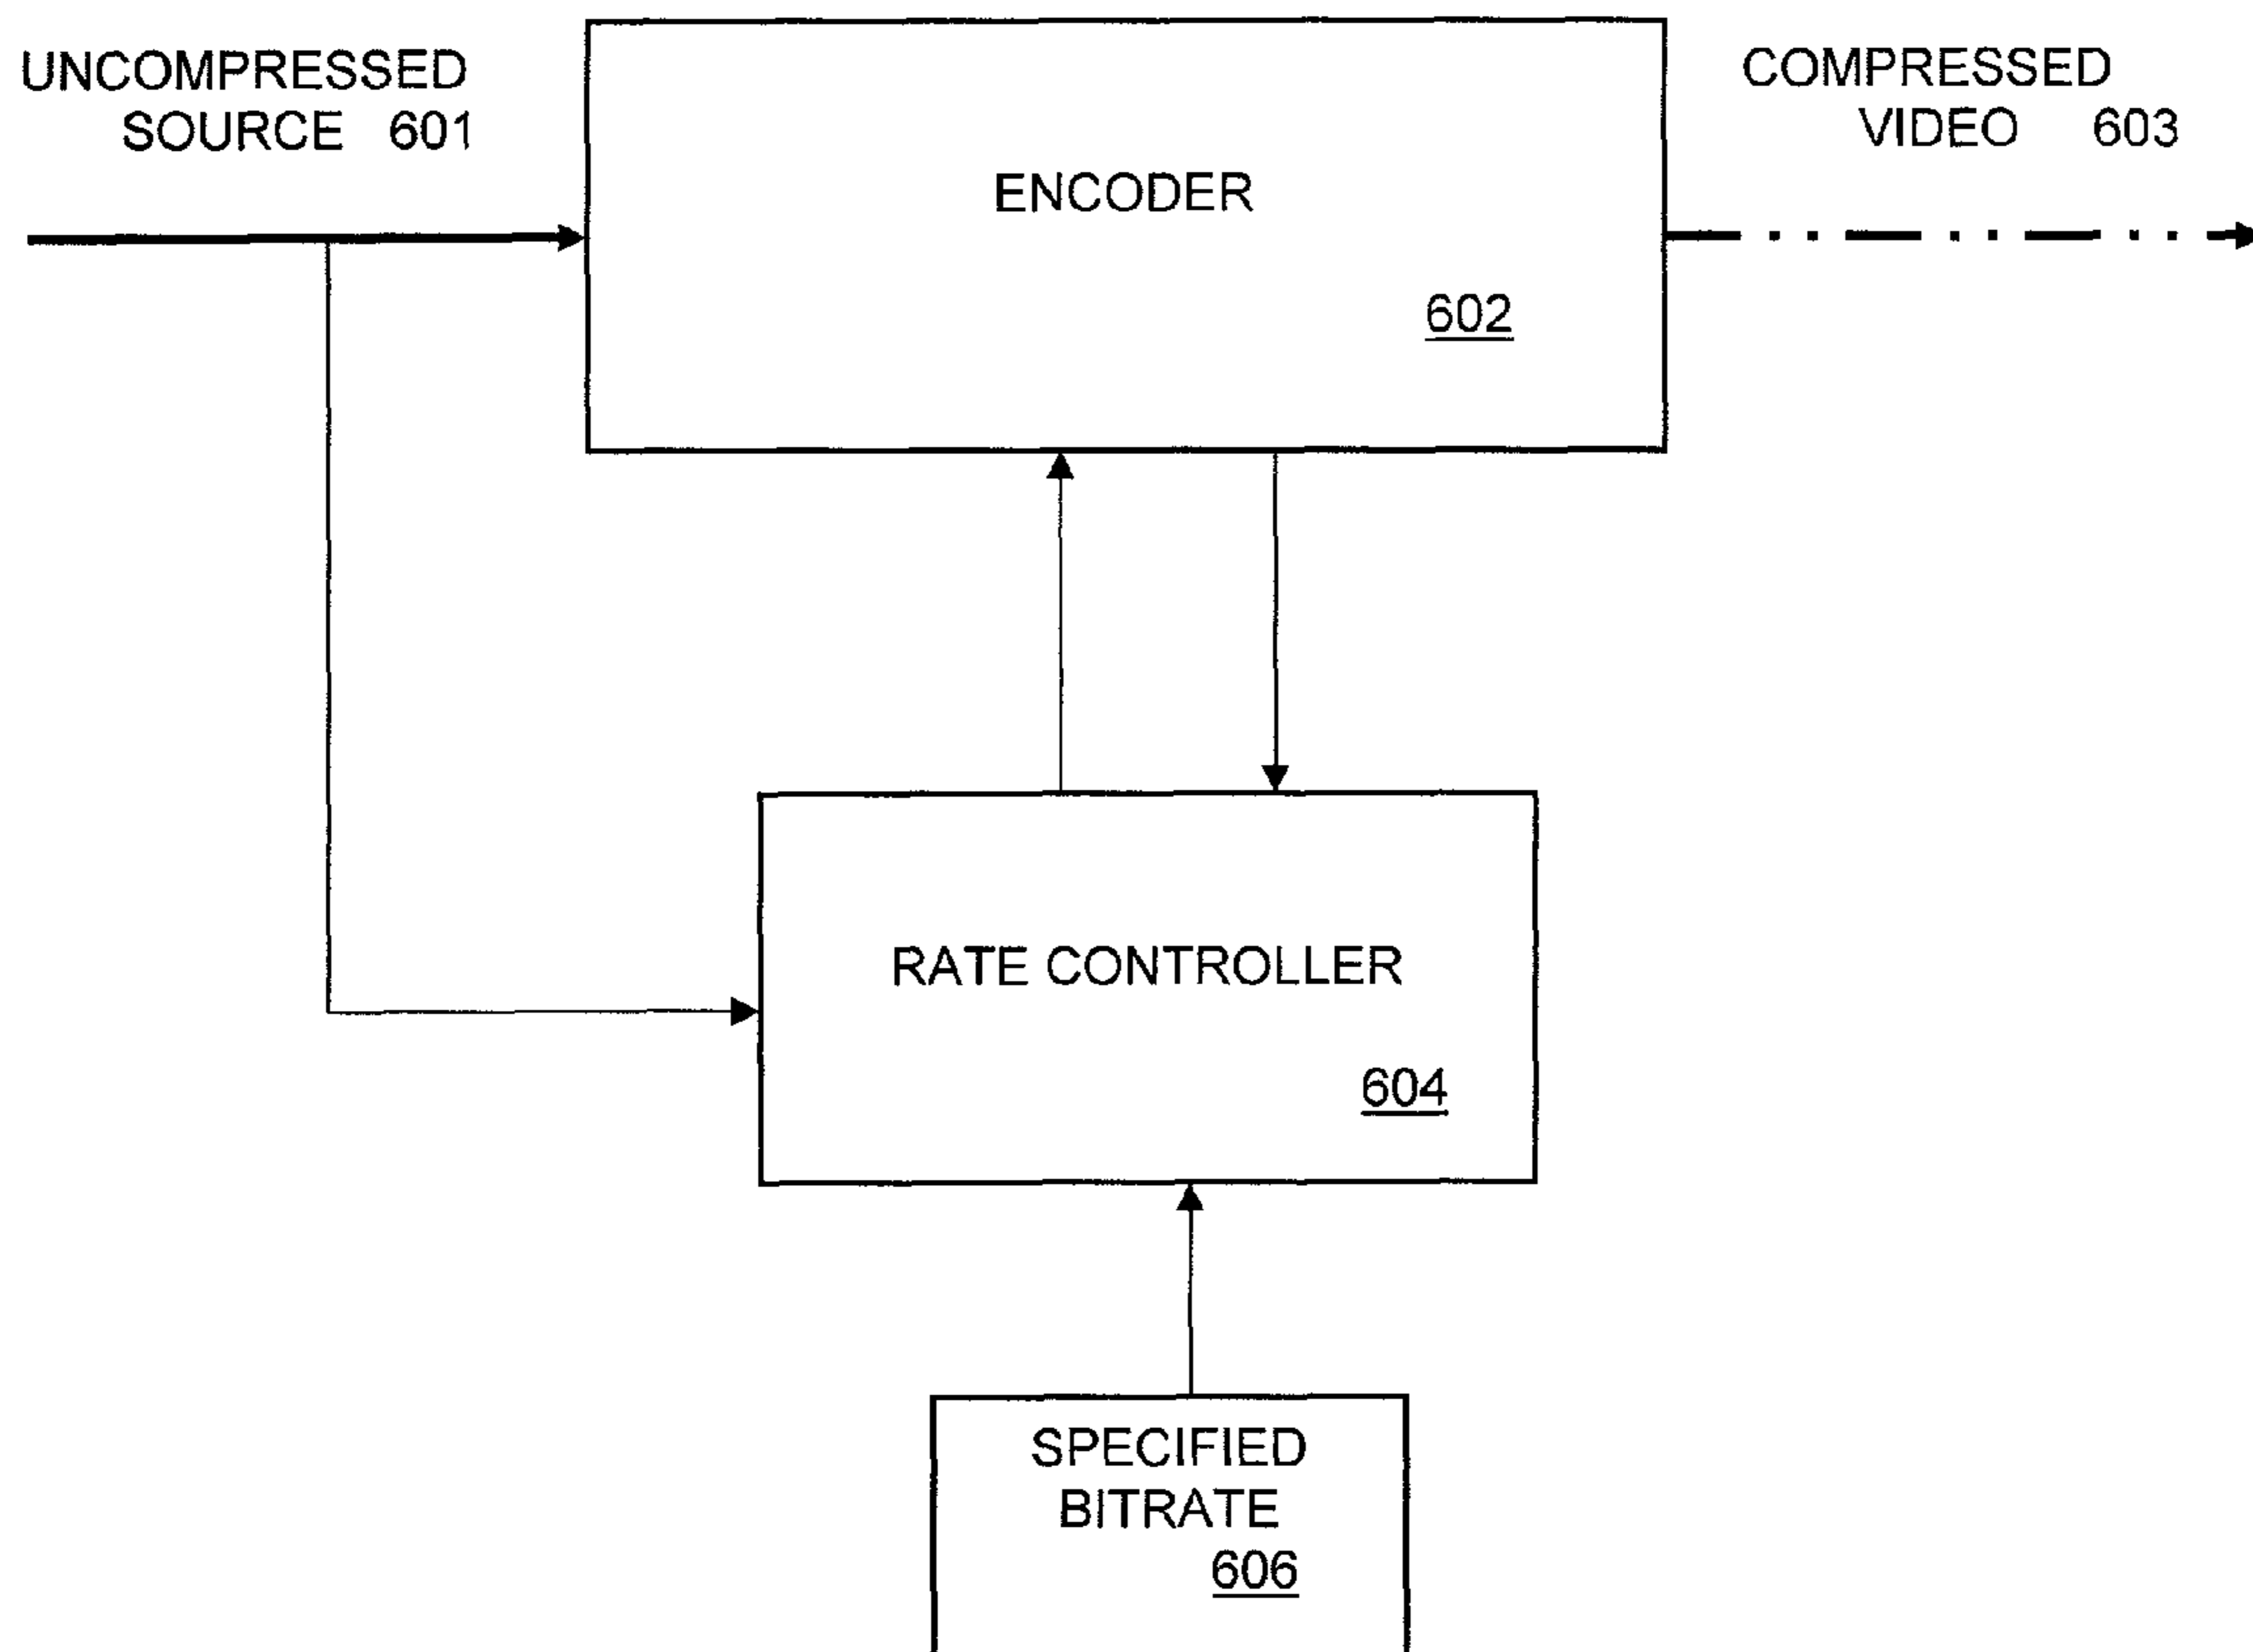 UNCOMPRESSED
SOURCE 601
ENCODER
602
COMPRESSED
VIDEO 603
RATE CONTROLLER
604
SPECIFIED
BITRATE
606